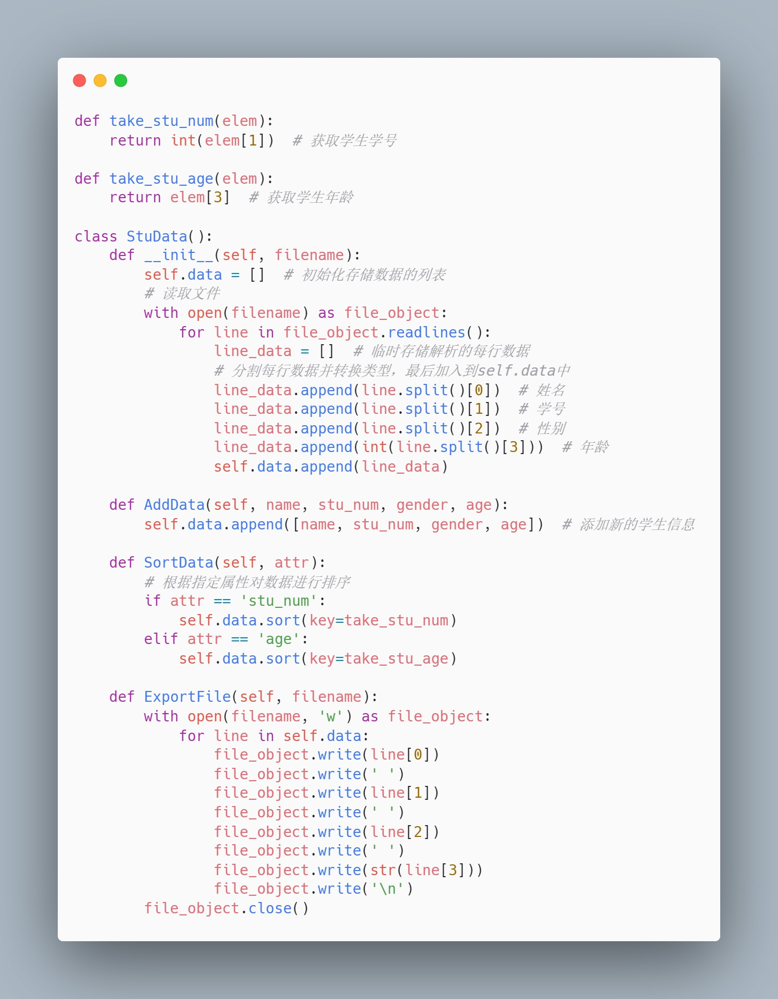 def take_stu_num(elem):
    return int(elem[1])  # 获取学生学号

def take_stu_age(elem):
    return elem[3]  # 获取学生年龄

class StuData():
    def __init__(self, filename):
        self.data = []  # 初始化存储数据的列表
        # 读取文件
        with open(filename) as file_object:
            for line in file_object.readlines():
                line_data = []  # 临时存储解析的每行数据
                # 分割每行数据并转换类型，最后加入到self.data中
                line_data.append(line.split()[0])  # 姓名
                line_data.append(line.split()[1])  # 学号
                line_data.append(line.split()[2])  # 性别
                line_data.append(int(line.split()[3]))  # 年龄
                self.data.append(line_data)

    def AddData(self, name, stu_num, gender, age):
        self.data.append([name, stu_num, gender, age])  # 添加新的学生信息

    def SortData(self, attr):
        # 根据指定属性对数据进行排序
        if attr == 'stu_num':
            self.data.sort(key=take_stu_num)
        elif attr == 'age':
            self.data.sort(key=take_stu_age)

    def ExportFile(self, filename):
        with open(filename, 'w') as file_object:
            for line in self.data:
                file_object.write(line[0])
                file_object.write(' ')
                file_object.write(line[1])
                file_object.write(' ')
                file_object.write(line[2])
                file_object.write(' ')
                file_object.write(str(line[3]))
                file_object.write('\n')
        file_object.close()